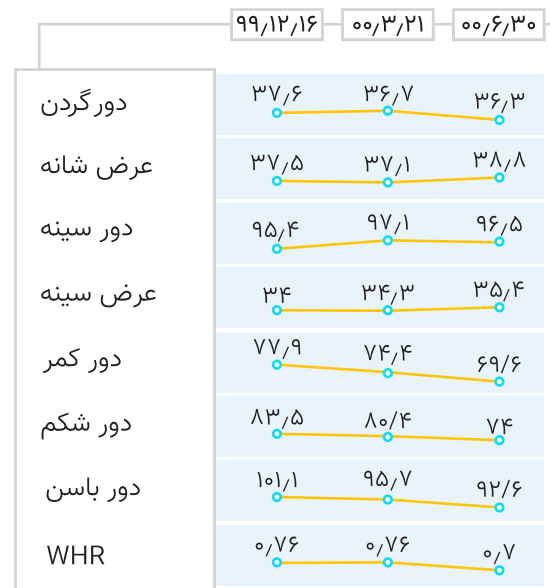 ۹۹٫۱۲٫۱۶ ۰۰٫۳٫۲۱ ۰۰٫۶٫۳۰
دور گردن ۳۷٫۶ ۳۶٫۷ ۳۶٫۳
عرض شانه ۳۷٫۵ ۳۷٫۱ ۳۸٫۸
دور سینه ۹۵٫۴ ۹۷٫۱ ۹۶٫۵
عرض سینه ۳۴ ۳۴٫۳ ۳۵٫۴
دور کمر ۷۷٫۹ ۷۴٫۴ ۶۹/۶
دور شکم ۸۳٫۵ ۸۰٫۴ ۷۴
دور باسن ۱۰۱٫۱ ۹۵٫۷ ۹۲/۶
WHR ۰٫۷۶ ۰٫۷۶ ۰٫۷